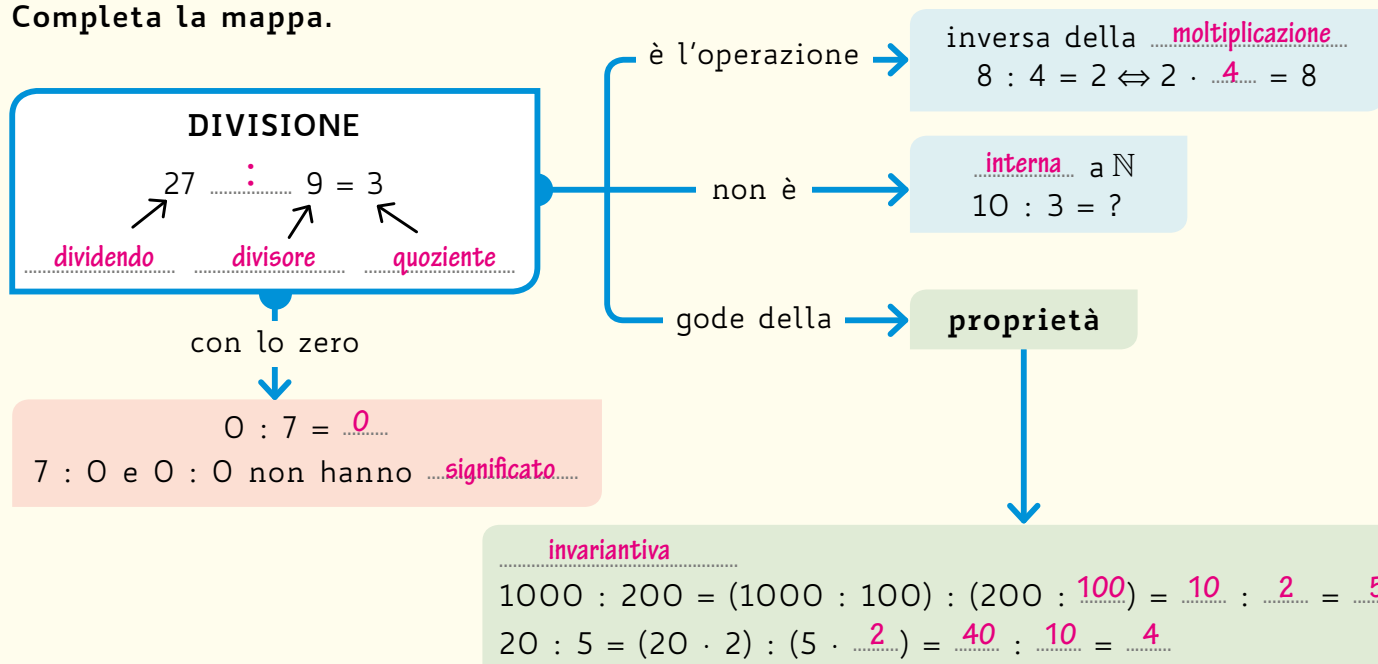 Completa la mappa.
DIVISIONE
27 : 9 = 3
dividendo divisore quoziente
con lo zero
0 : 7 = 0
7 : 0 e 0 : 0 non hanno significato
è l'operazione
inversa della moltiplicazione
8 : 4 = 2 ⇔ 2 · 4 = 8
non è
interna a ℕ
10 : 3 = ?
gode della
proprietà
invariantiva
1000 : 200 = (1000 : 100) : (200 : 100) = 10 : 2 = 5
20 : 5 = (20 · 2) : (5 · 2) = 40 : 10 = 4